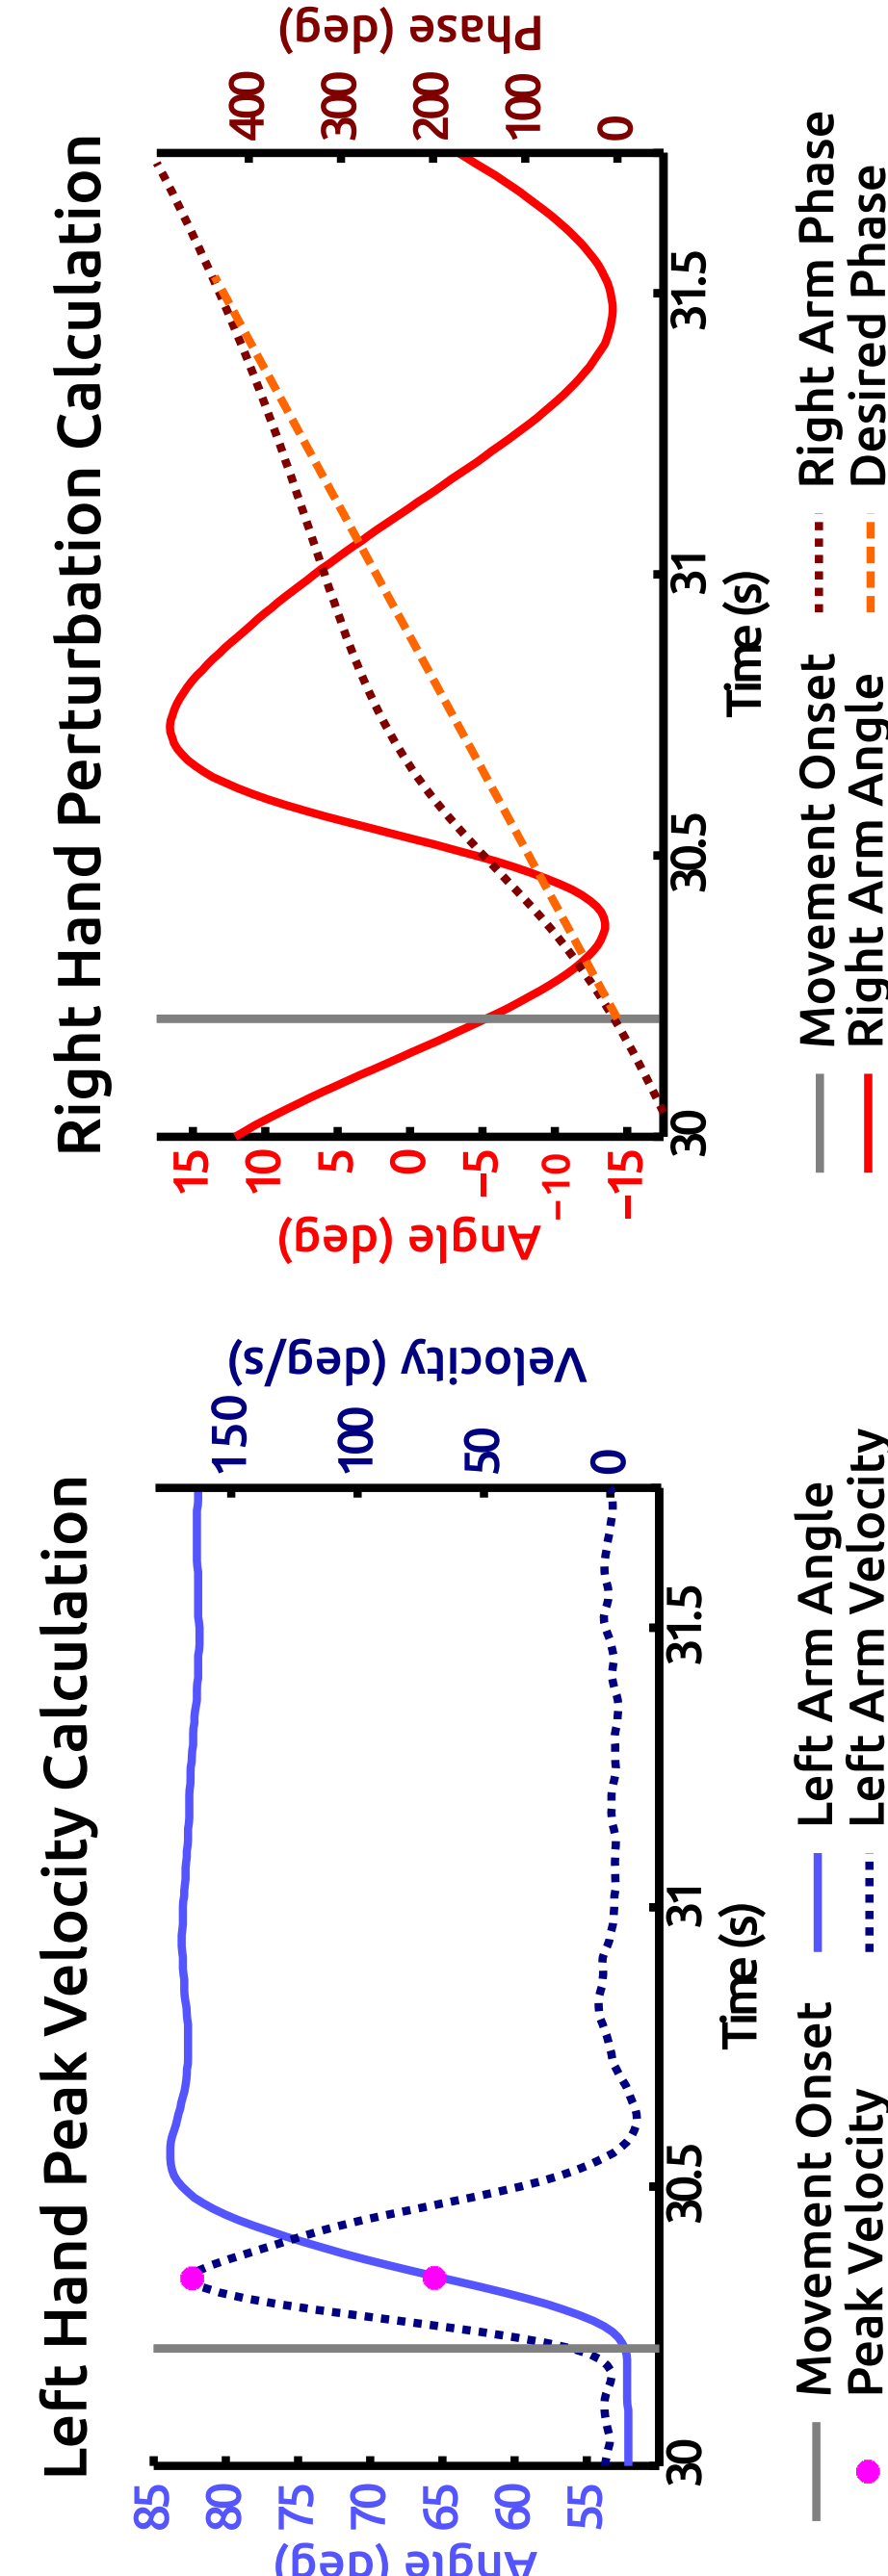 Left Hand Peak Velocity Calculation
Angle (deg)
85
80
75
70
65
60
55
Velocity (deg/s)
150
100
50
0
30
30.5
31
31.5
Time (s)
Movement Onset
Left Arm Angle
Peak Velocity
Left Arm Velocity
Right Hand Perturbation Calculation
Angle (deg)
15
10
5
0
-5
-10
-15
Phase (deg)
400
300
200
100
0
30
30.5
31
31.5
Time (s)
Movement Onset
Right Arm Phase
Right Arm Angle
Desired Phase